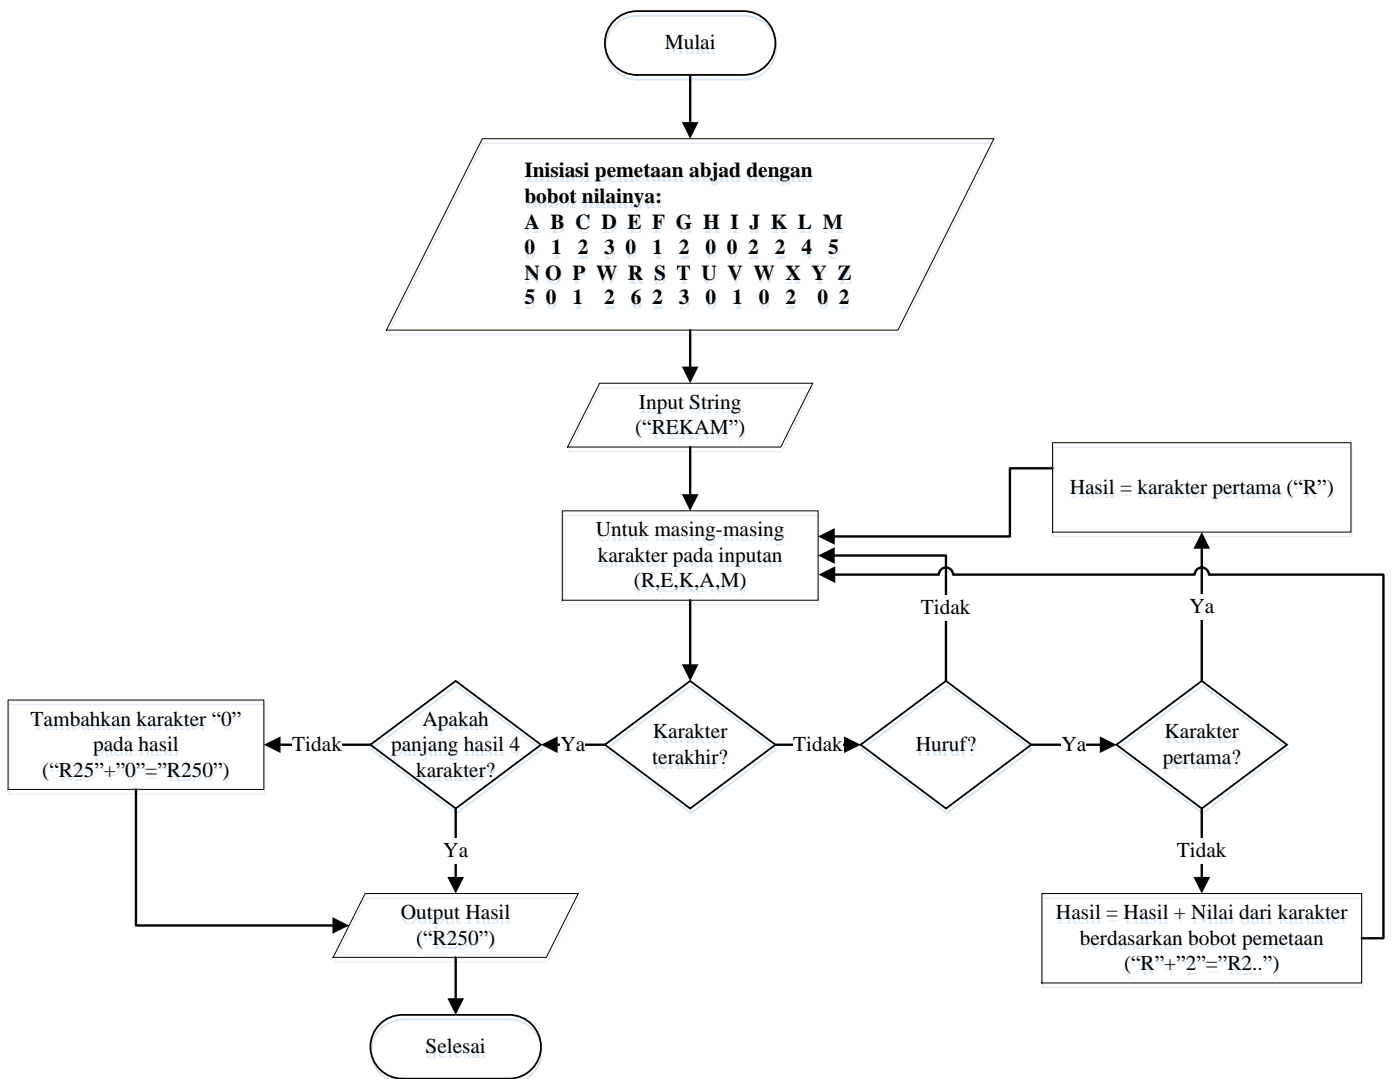 Mulai
Inisiasi pemetaan abjad dengan
bobot nilainya:
A B C D E F G H I J K L M
0 1 2 3 0 1 2 0 0 2 2 4 5
N O P W R S T U V W X Y Z
5 0 1 2 6 2 3 0 1 0 2 0 2
Input String
(“REKAM”)
Hasil = karakter pertama (“R”)
Untuk masing-masing
karakter pada inputan
(R,E,K,A,M)
Tidak
Ya
Tambahkan karakter “0”
pada hasil
(“R25”+”0”=”R250”)
Tidak
Apakah
panjang hasil 4
karakter?
Ya
Karakter
terakhir?
Tidak
Huruf?
Ya
Karakter
pertama?
Ya
Tidak
Output Hasil
(“R250”)
Hasil = Hasil + Nilai dari karakter
berdasarkan bobot pemetaan
(“R”+”2”=”R2..”)
Selesai